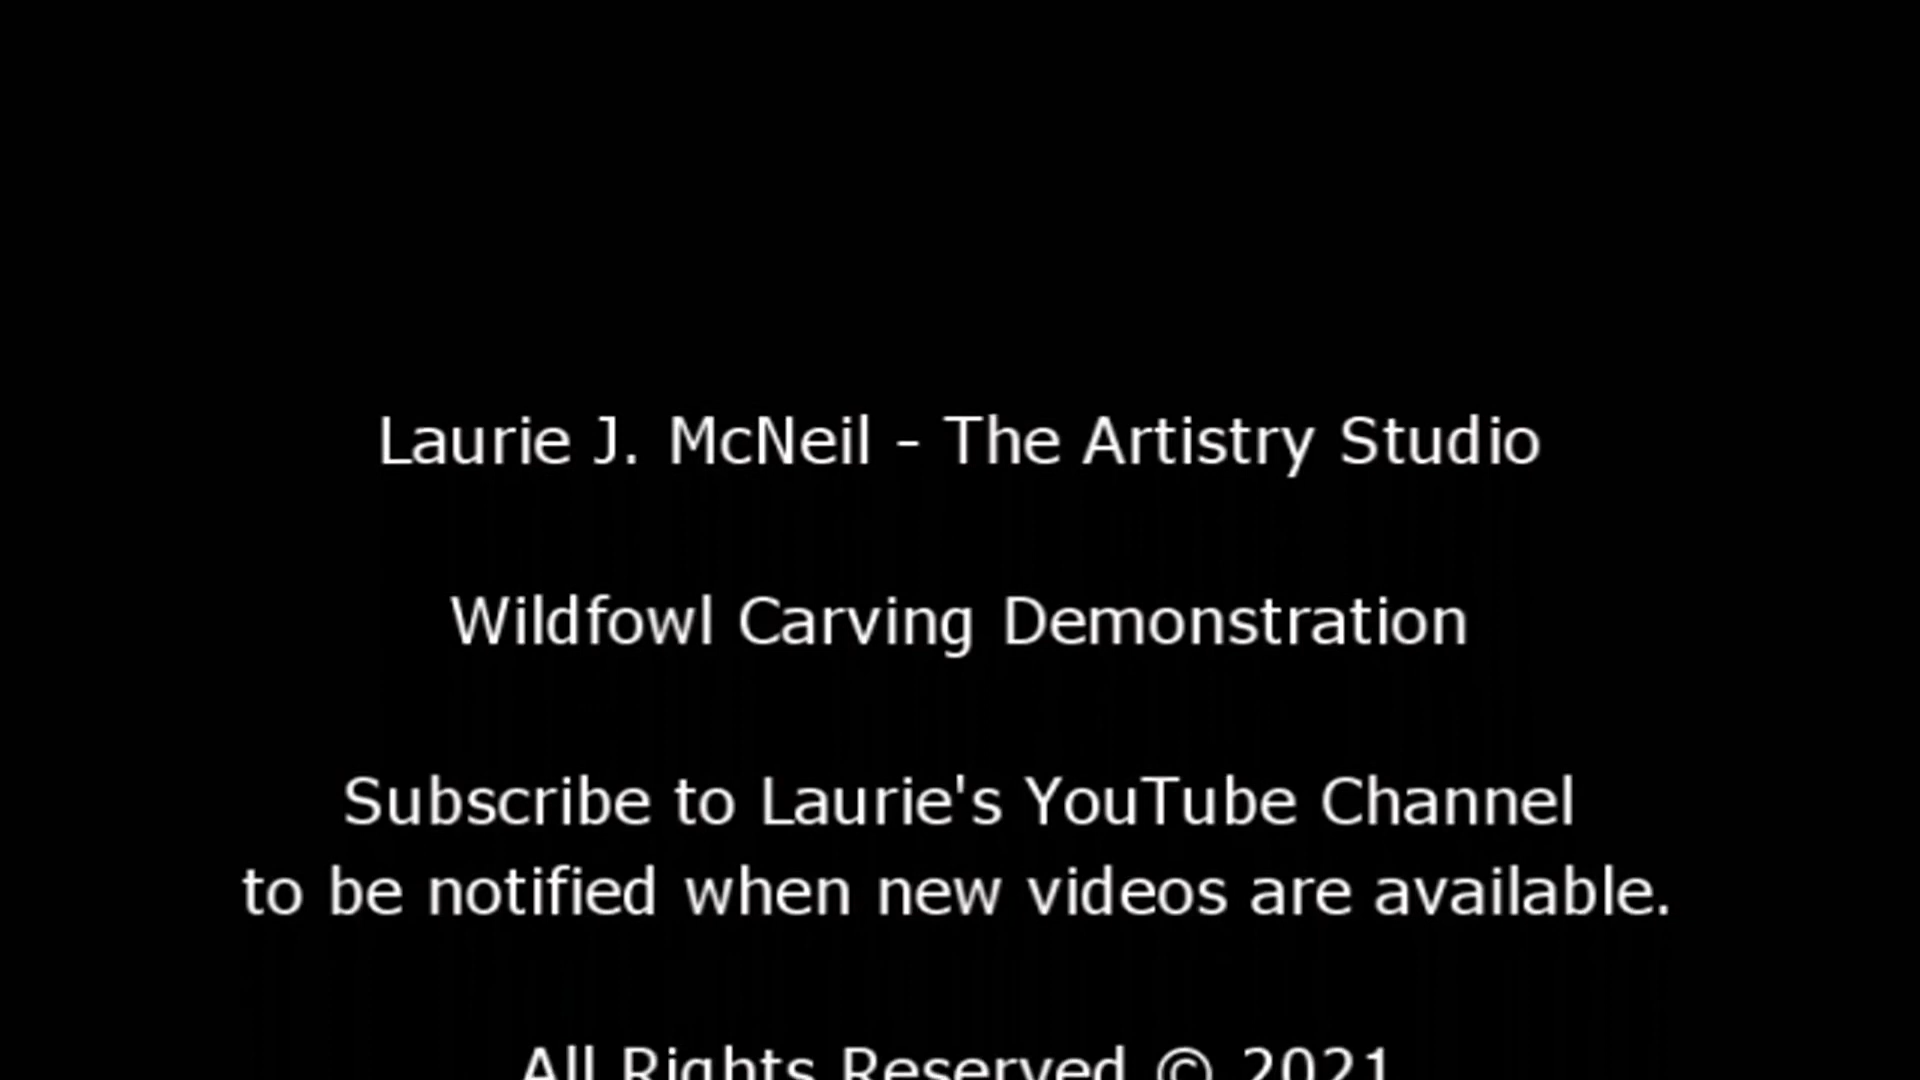 Laurie J. McNeil - The Artistry Studio
Wildfowl Carving Demonstration
Subscribe to Laurie's YouTube Channel
to be notified when new videos are available.
All Rights Reserved © 2021